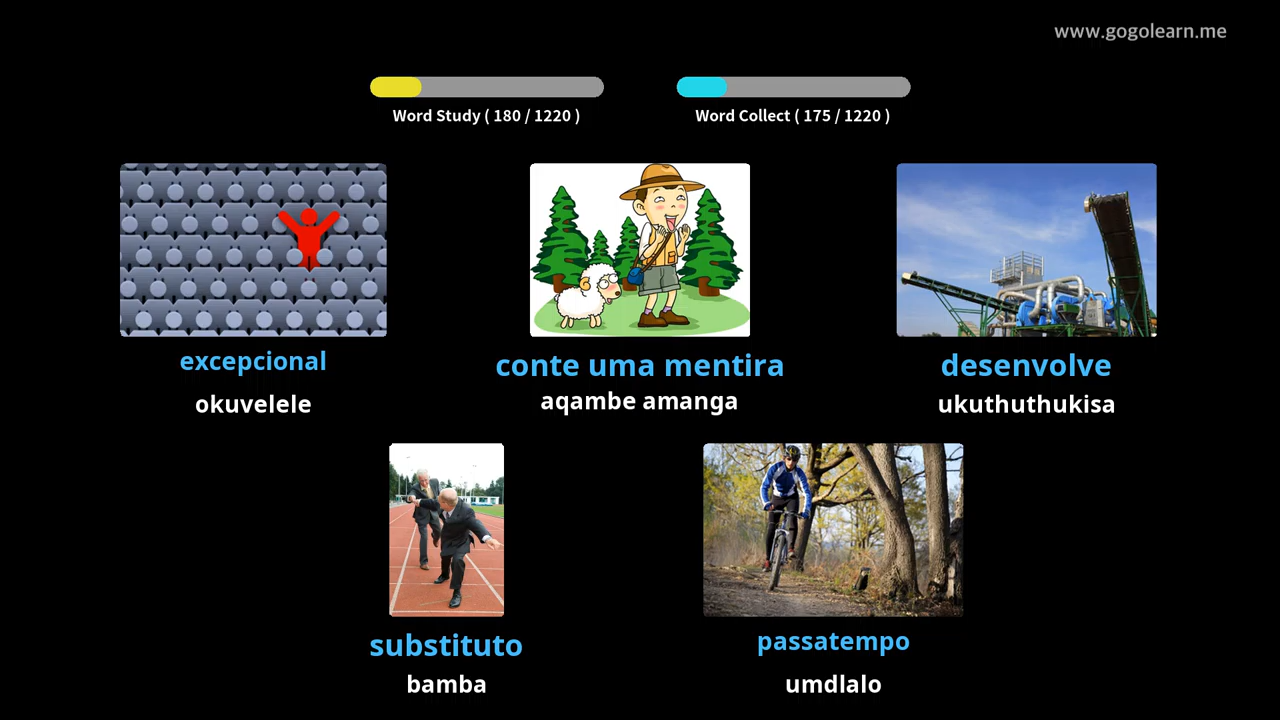 www.gogolearn.me
Word Study ( 180 / 1220 )
Word Collect ( 175 / 1220 )
excepcional
okuvelele
conte uma mentira
aqambe amanga
desenvolve
ukuthuthukisa
substituto
bamba
passatempo
umdlalo